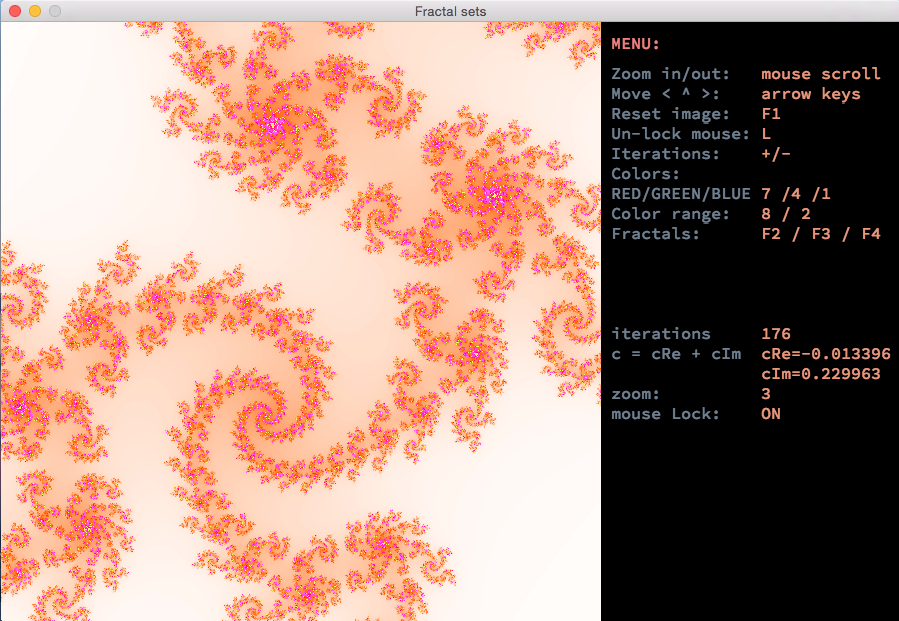 Fractal sets
MENU:
Zoom in/out: mouse scroll
Move < ^ >: arrow keys
Reset image: F1
Un-lock mouse: L
Iterations: +/-
Colors:
RED/GREEN/BLUE 7 /4 /1
Color range: 8 / 2
Fractals: F2 / F3 / F4
iterations 176
c = cRe + cIm cRe=-0.013396
cIm=0.229963
zoom: 3
mouse Lock: ON